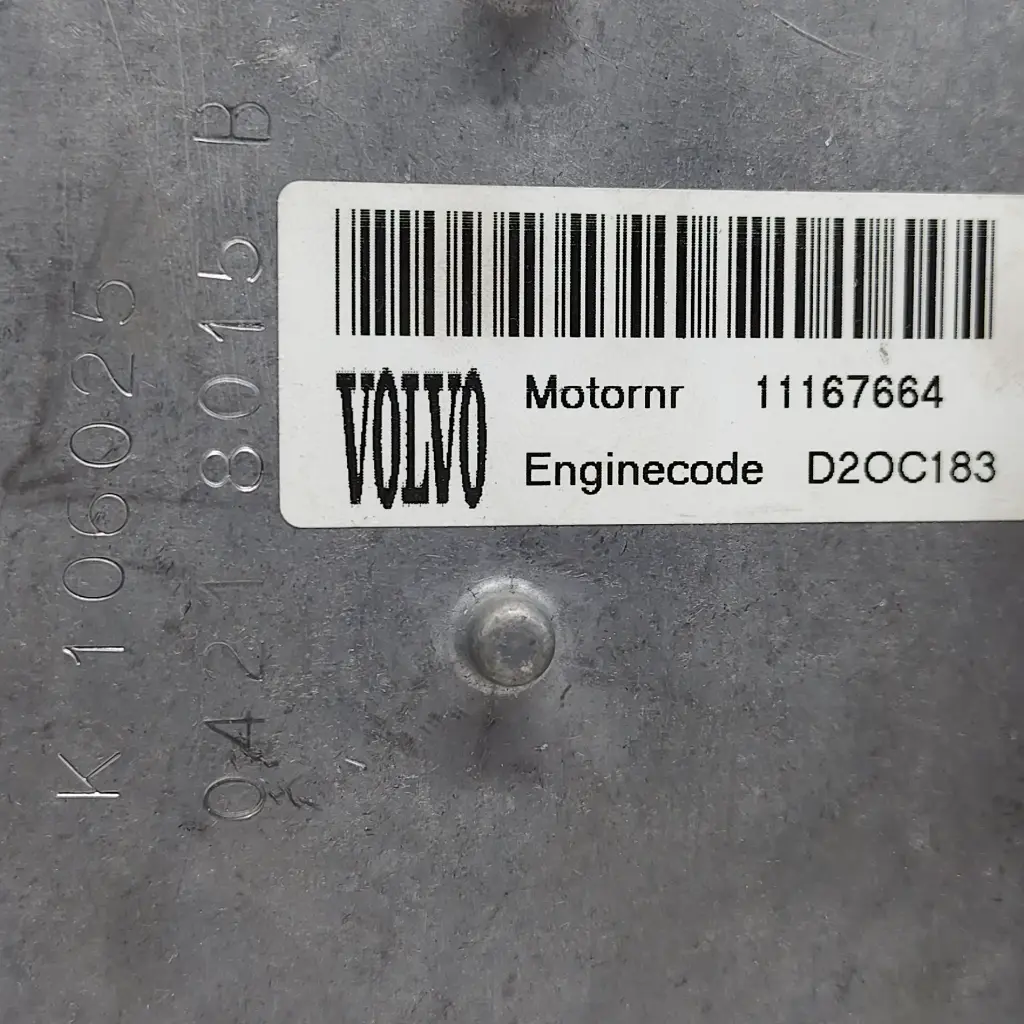 K 106025
0421 8015 B
VOLVO
Motornr 11167664
Enginecode D2OC183